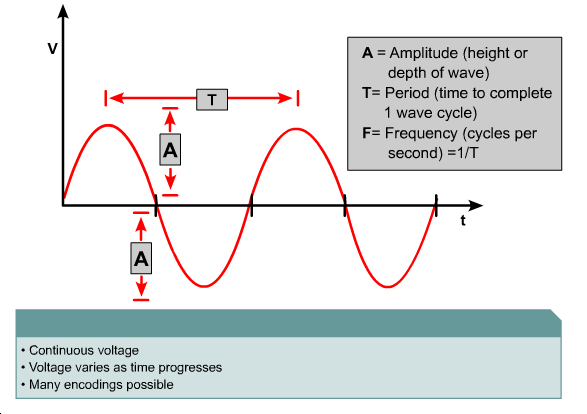 V
T
A
A
t
A = Amplitude (height or
depth of wave)
T= Period (time to complete
1 wave cycle)
F= Frequency (cycles per
second) =1/T
• Continuous voltage
• Voltage varies as time progresses
• Many encodings possible